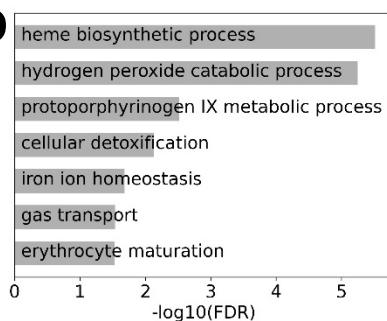 heme biosynthetic process
hydrogen peroxide catabolic process
protoporphyrinogen IX metabolic process
cellular detoxification
iron ion homeostasis
gas transport
erythrocyte maturation
0 1 2 3 4 5
-log10(FDR)